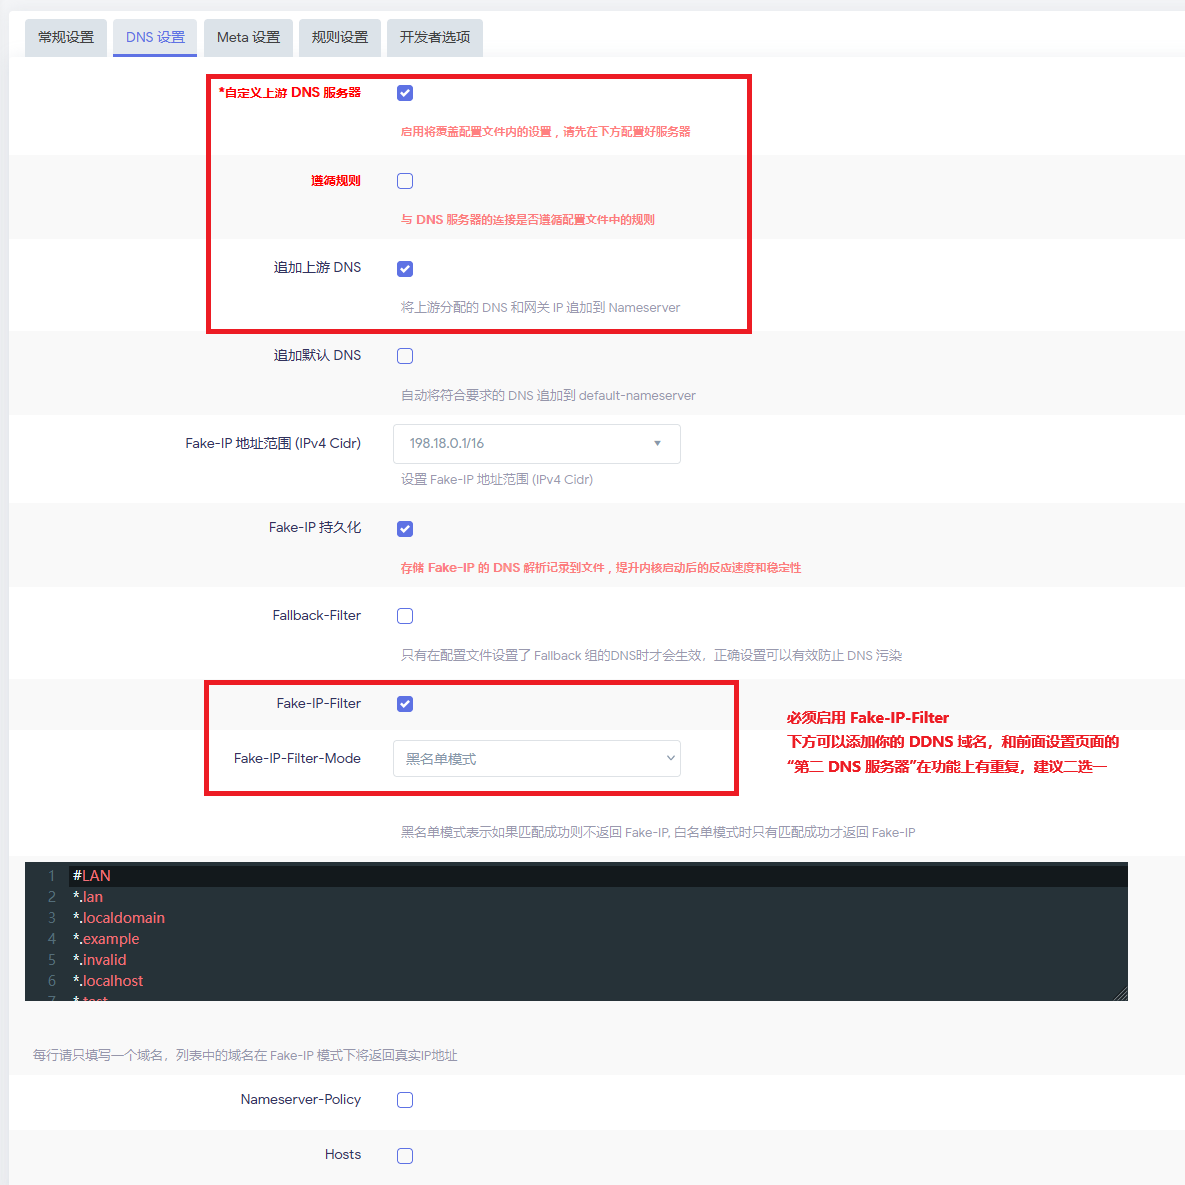 常规设置 DNS 设置 Meta 设置 规则设置 开发者选项
*自定义上游 DNS 服务器
启用将覆盖配置文件内的设置，请先在下方配置好服务器
遵循规则
与 DNS 服务器的连接是否遵循配置文件中的规则
追加上游 DNS
将上游分配的 DNS 和网关 IP 追加到 Nameserver
追加默认 DNS
自动将符合要求的 DNS 追加到 default-nameserver
Fake-IP 地址范围 (IPv4 Cidr) 198.18.0.1/16
设置 Fake-IP 地址范围 (IPv4 Cidr)
Fake-IP 持久化
存储 Fake-IP 的 DNS 解析记录到文件，提升内核启动后的反应速度和稳定性
Fallback-Filter
只有在配置文件设置了 Fallback 组的DNS时才会生效，正确设置可以有效防止 DNS 污染
Fake-IP-Filter
必须启用 Fake-IP-Filter
下方可以添加你的 DDNS 域名，和前面设置页面的
“第二 DNS 服务器”在功能上有重复，建议二选一
Fake-IP-Filter-Mode 黑名单模式
黑名单模式表示如果匹配成功则不返回 Fake-IP, 白名单模式时只有匹配成功才返回 Fake-IP
1 #LAN
2 *.lan
3 *.localdomain
4 *.example
5 *.invalid
6 *.localhost
7 *.test
每行请只填写一个域名，列表中的域名在 Fake-IP 模式下将返回真实IP地址
Nameserver-Policy
Hosts